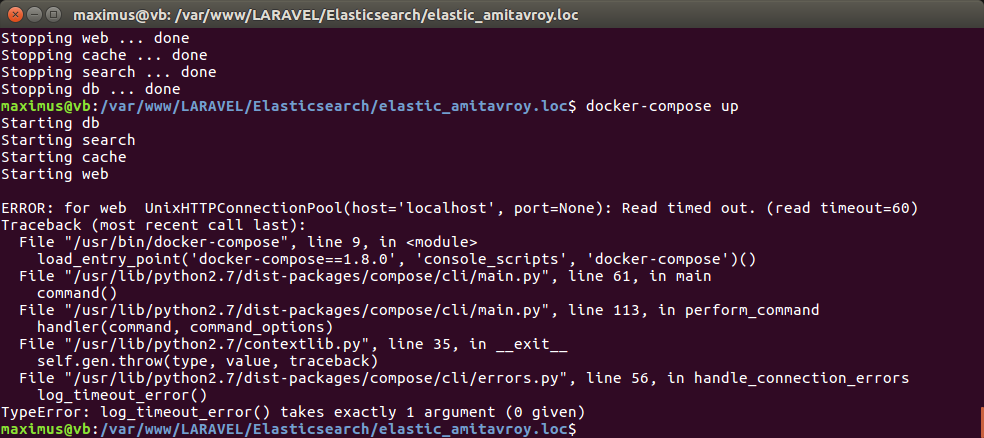 maximus@vb: /var/www/LARAVEL/Elasticsearch/elastic_amitavroy.loc
Stopping web ... done
Stopping cache ... done
Stopping search ... done
Stopping db ... done
maximus@vb:/var/www/LARAVEL/Elasticsearch/elastic_amitavroy.loc$ docker-compose up
Starting db
Starting search
Starting cache
Starting web
ERROR: for web  UnixHTTPConnectionPool(host='localhost', port=None): Read timed out. (read timeout=60)
Traceback (most recent call last):
  File "/usr/bin/docker-compose", line 9, in <module>
    load_entry_point('docker-compose==1.8.0', 'console_scripts', 'docker-compose')()
  File "/usr/lib/python2.7/dist-packages/compose/cli/main.py", line 61, in main
    command()
  File "/usr/lib/python2.7/dist-packages/compose/cli/main.py", line 113, in perform_command
    handler(command, command_options)
  File "/usr/lib/python2.7/contextlib.py", line 35, in __exit__
    self.gen.throw(type, value, traceback)
  File "/usr/lib/python2.7/dist-packages/compose/cli/errors.py", line 56, in handle_connection_errors
    log_timeout_error()
TypeError: log_timeout_error() takes exactly 1 argument (0 given)
maximus@vb:/var/www/LARAVEL/Elasticsearch/elastic_amitavroy.loc$